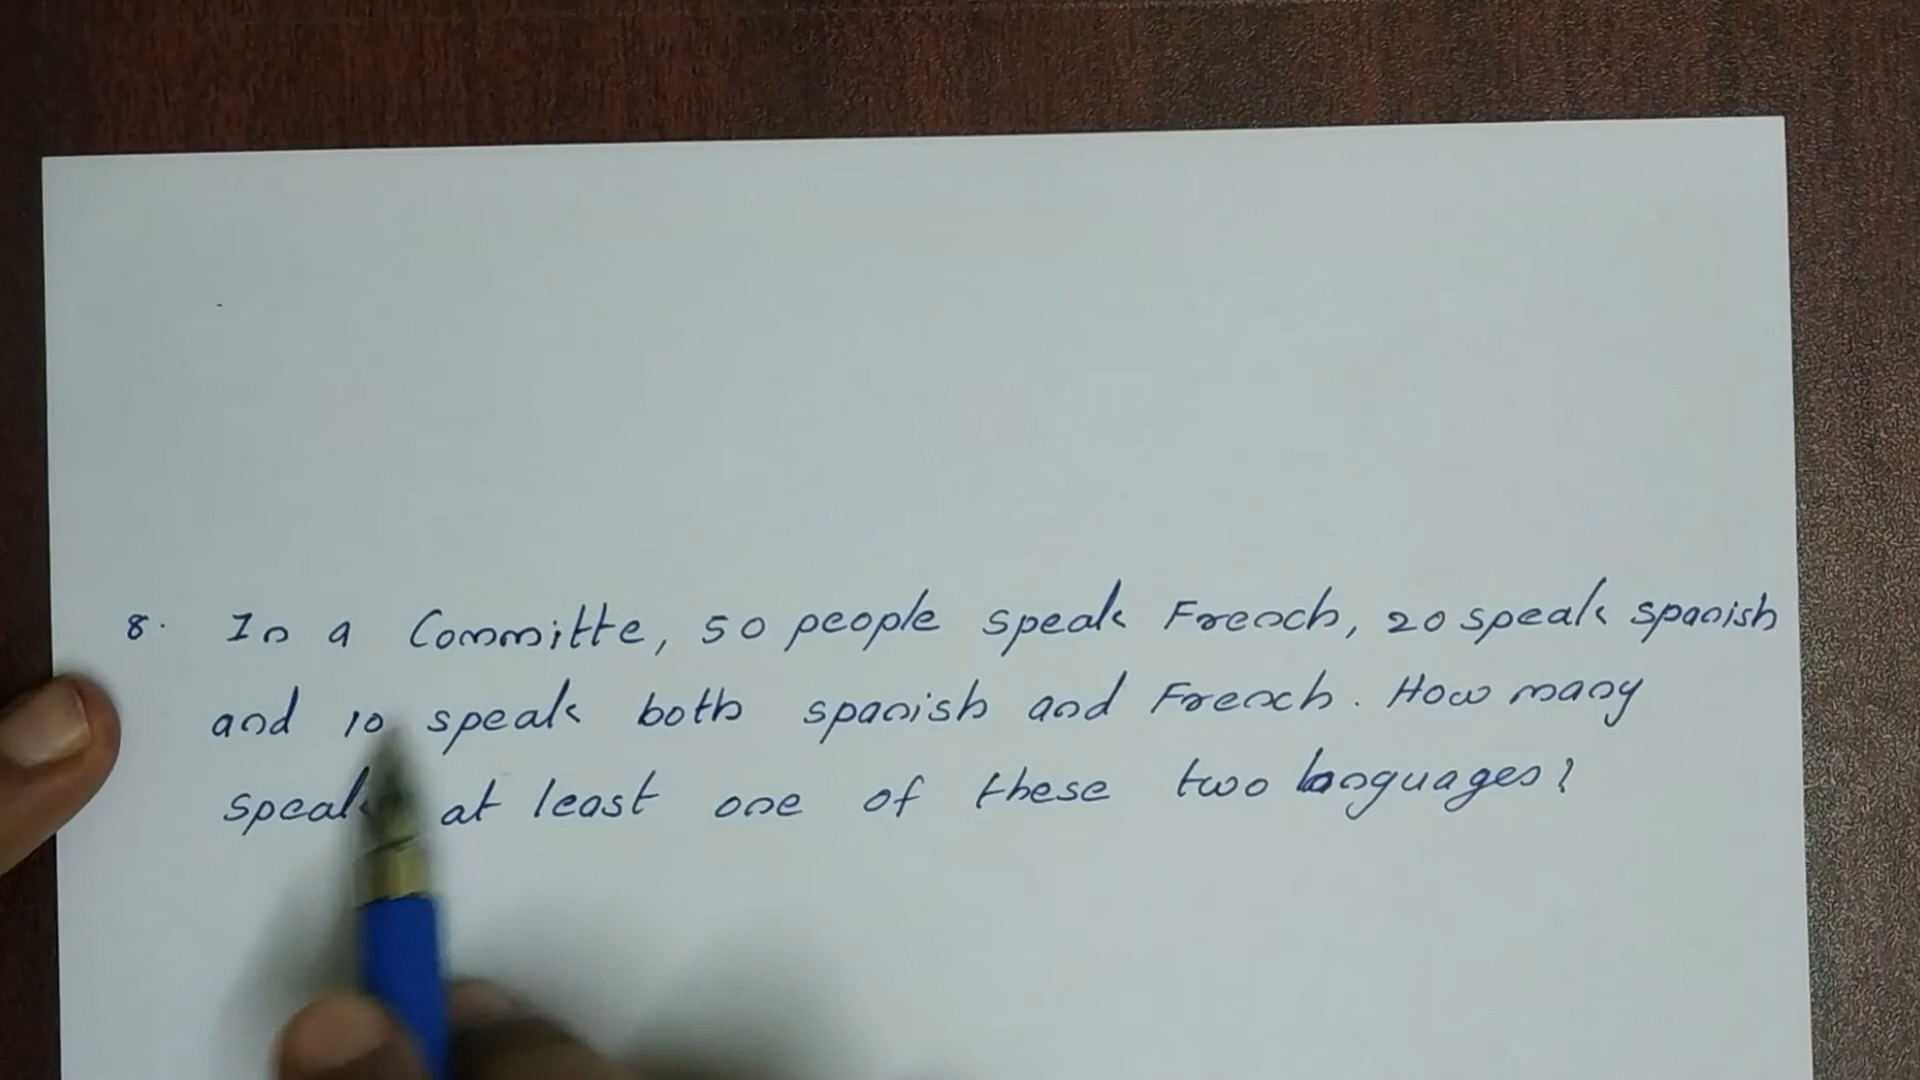 8. In a Committe, 50 people speak French, 20 speak spanish
and 10 speak both spanish and French. How many
speak at least one of these two languages?